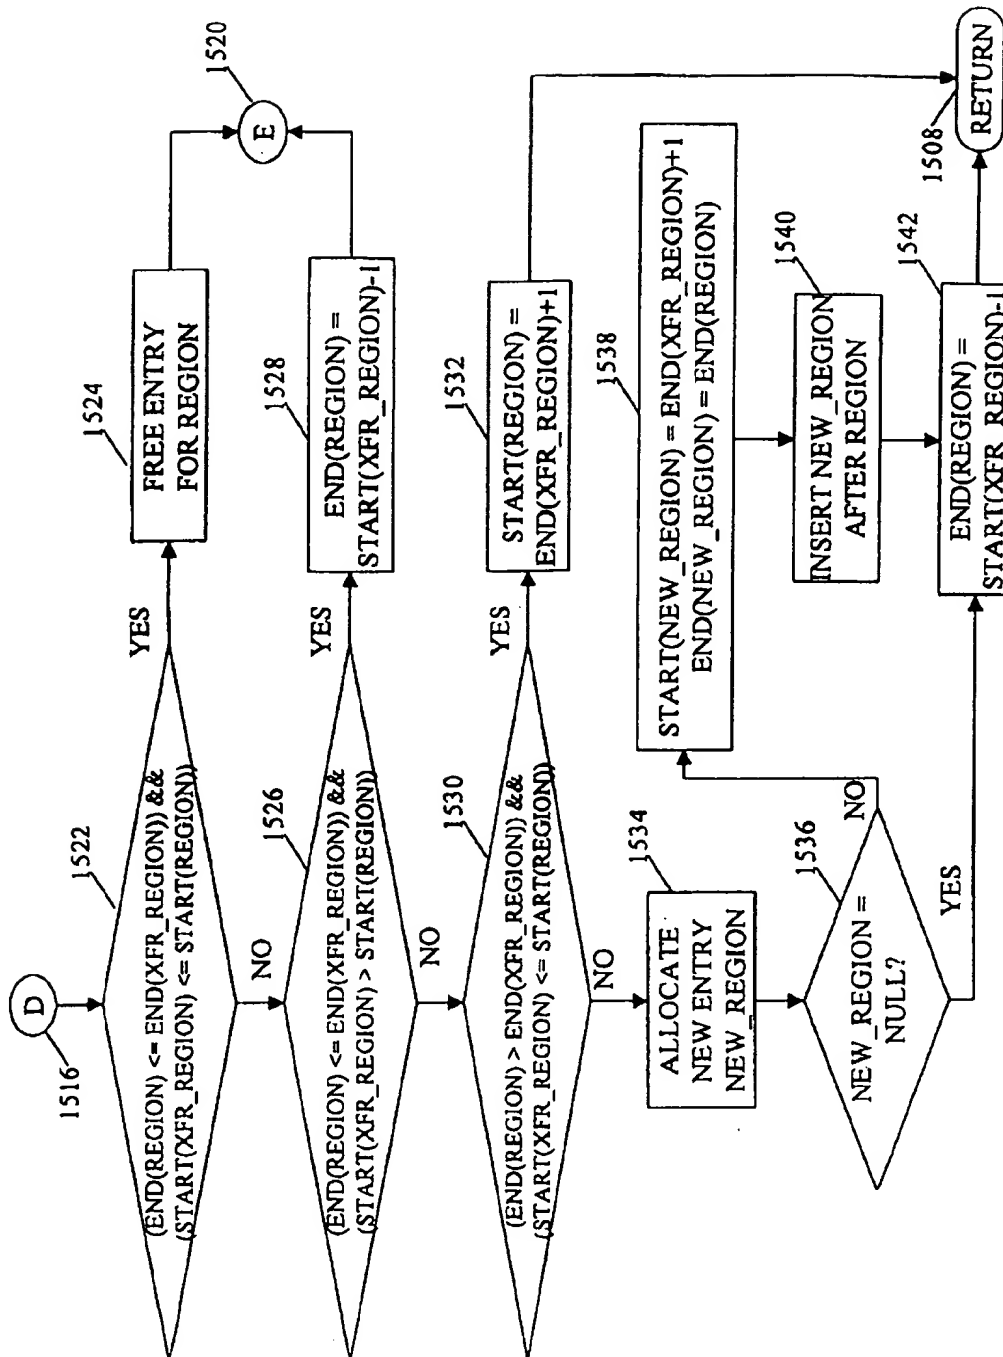 D
1516
1522
(END(REGION) <= END(XFR_REGION)) &&
(START(XFR_REGION) <= START(REGION))
YES
1524
FREE ENTRY
FOR REGION
1520
E
NO
1526
(END(REGION) <= END(XFR_REGION)) &&
(START(XFR_REGION) > START(REGION))
YES
1528
END(REGION) =
START(XFR_REGION)-1
NO
1530
(END(REGION) > END(XFR_REGION)) &&
(START(XFR_REGION) <= START(REGION))
YES
1532
START(REGION) =
END(XFR_REGION)+1
NO
1534
ALLOCATE
NEW ENTRY
NEW_REGION
1536
NEW_REGION =
NULL?
NO
1538
START(NEW_REGION) = END(XFR_REGION)+1
END(NEW_REGION) = END(REGION)
1540
INSERT NEW_REGION
AFTER REGION
YES
1542
END(REGION) =
START(XFR_REGION)-1
1508
RETURN